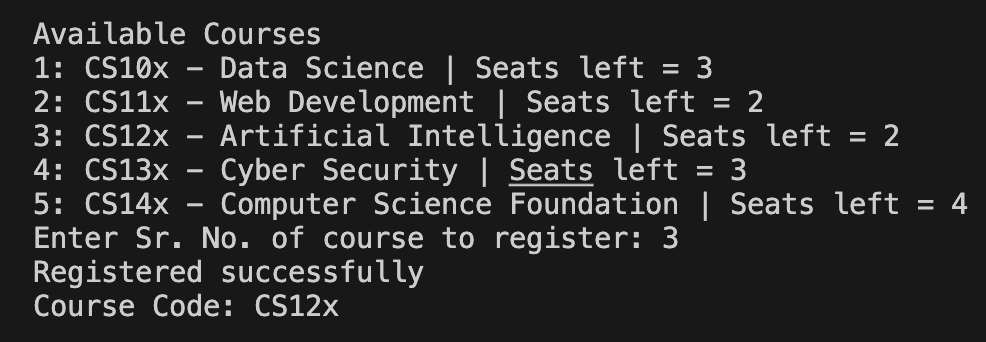 Available Courses
1: CS10x – Data Science | Seats left = 3
2: CS11x – Web Development | Seats left = 2
3: CS12x – Artificial Intelligence | Seats left = 2
4: CS13x – Cyber Security | Seats left = 3
5: CS14x – Computer Science Foundation | Seats left = 4
Enter Sr. No. of course to register: 3
Registered successfully
Course Code: CS12x